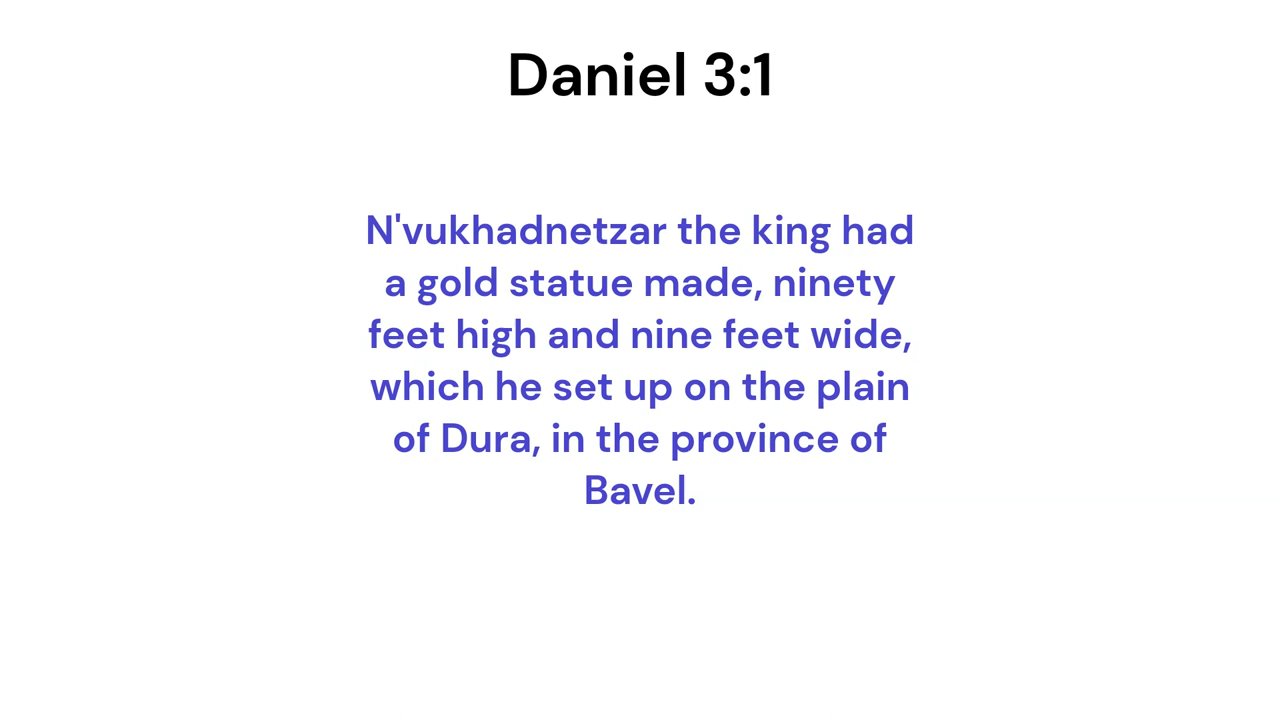 Daniel 3:1
N'vukhadnetzar the king had
a gold statue made, ninety
feet high and nine feet wide,
which he set up on the plain
of Dura, in the province of
Bavel.